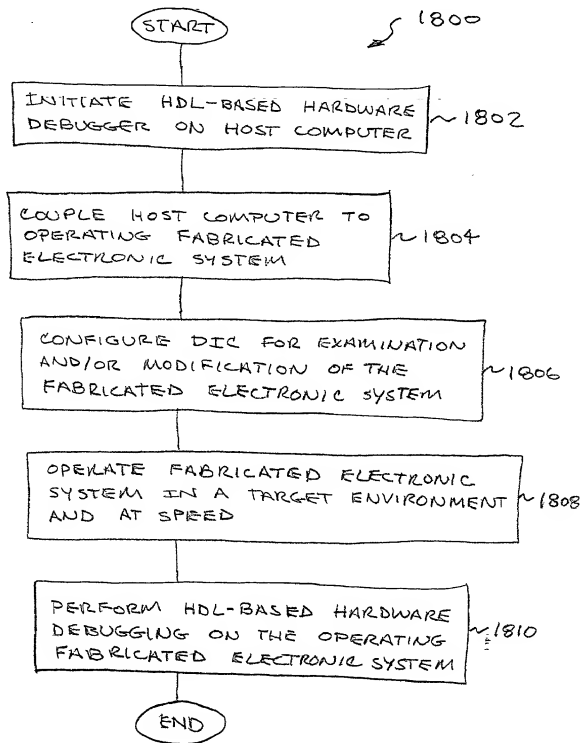 START
1800
INITIATE HDL-BASED HARDWARE
DEBUGGER ON HOST COMPUTER
1802
COUPLE HOST COMPUTER TO
OPERATING FABRICATED
ELECTRONIC SYSTEM
1804
CONFIGURE DIC FOR EXAMINATION
AND/OR MODIFICATION OF THE
FABRICATED ELECTRONIC SYSTEM
1806
OPERATE FABRICATED ELECTRONIC
SYSTEM IN A TARGET ENVIRONMENT
AND AT SPEED
1808
PERFORM HDL-BASED HARDWARE
DEBUGGING ON THE OPERATING
FABRICATED ELECTRONIC SYSTEM
1810
END